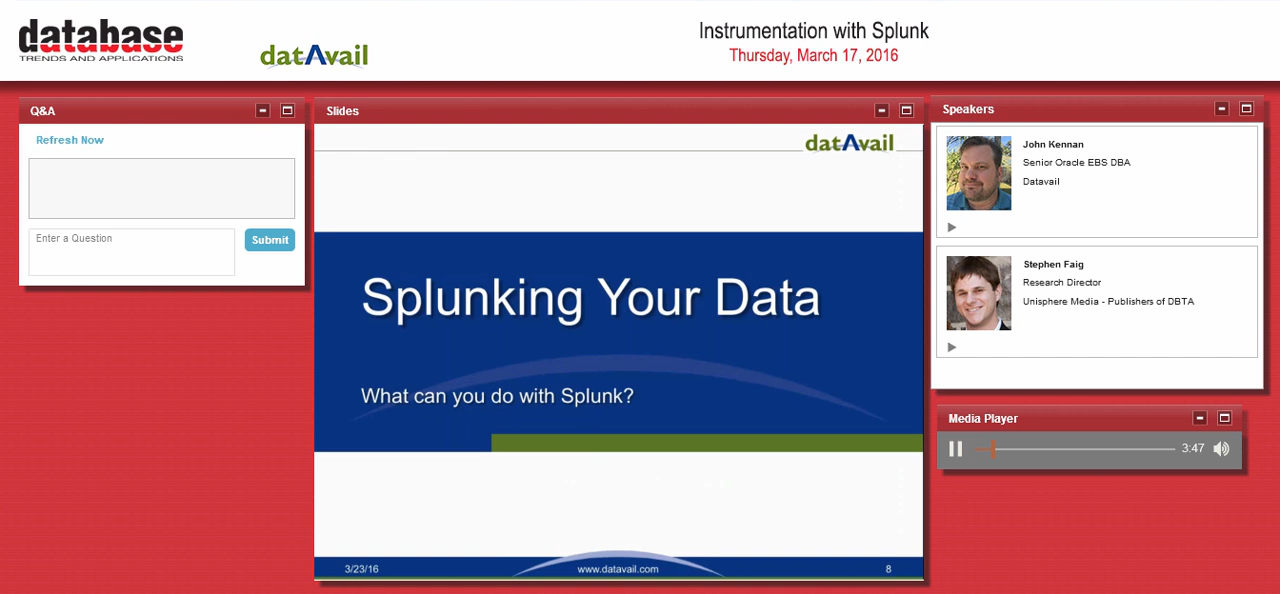 database
TRENDS AND APPLICATIONS
datAvail
Instrumentation with Splunk
Thursday, March 17, 2016
Q&A
Refresh Now
Enter a Question
Submit
Slides
datAvail
Splunking Your Data
What can you do with Splunk?
3/23/16
www.datavail.com
8
Speakers
John Kennan
Senior Oracle EBS DBA
Datavail
Stephen Faig
Research Director
Unisphere Media - Publishers of DBTA
Media Player
3:47